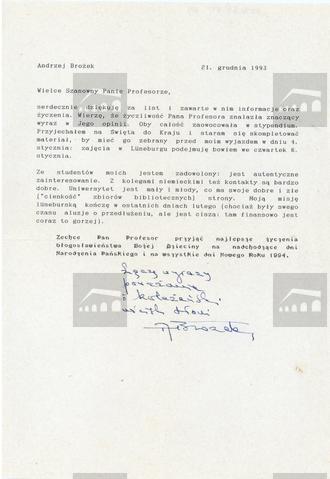 Andrzej Brożek 21. grudnia 1993
Wielce Szanowny Panie Profesorze,
serdecznie dziękuję za list i zawarte w nim informacje oraz
życzenia. Wierzę, że życzliwość Pana Profesora znalazła znaczący
wyraz w Jego opinii. Oby całość zaowocowała w stypendium.
Przyjechałem na Święta do Kraju i staram się skompletować
materiał, by mieć go zebrany przed moim wyjazdem w dniu 4.
stycznia: zajęcia w Lüneburgu podejmuję bowiem we czwartek 6.
stycznia.
Ze studentów moich jestem zadowolony: jest autentyczne
zainteresowanie. Z kolegami niemieckimi też kontakty są bardzo
dobre. Uniwersytet jest mały i młody, co ma swoje dobre i złe
["cienkość" zbiorów bibliotecznych] strony. Moją misję
lüneburską kończę w ostatnich dniach lutego (chociaż były swego
czasu aluzje o przedłużeniu, ale jest cisza: tam finansowo jest
coraz to gorzej).
Zechce Pan Profesor przyjąć najlepsze życzenia
błogosławieństwa Bożej Dzieciny na nadchodzące dni
Narodzenia Pańskiego i na wszystkie dni Nowego Roku 1994.
Łączę wyrazy
poważania
i koleżeński
uścisk dłoni
ABrożek